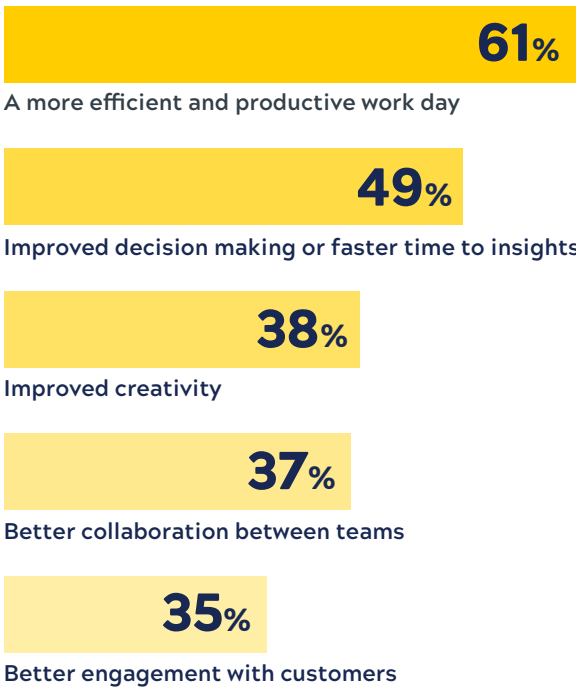 61%
A more efficient and productive work day
49%
Improved decision making or faster time to insights
38%
Improved creativity
37%
Better collaboration between teams
35%
Better engagement with customers